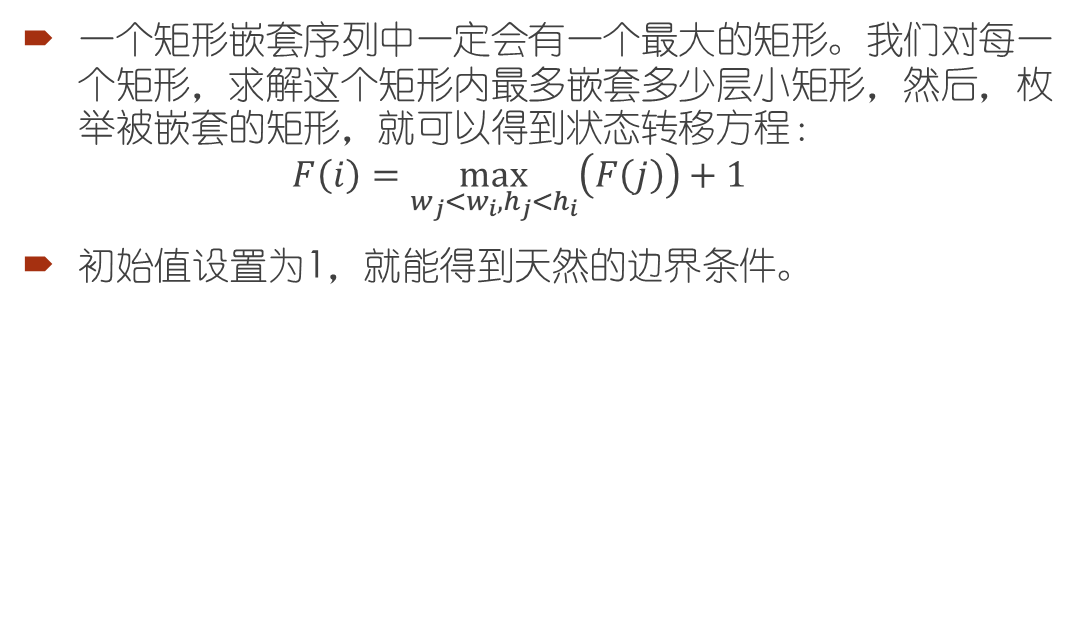 一个矩形嵌套序列中一定会有一个最大的矩形。我们对每一
个矩形，求解这个矩形内最多嵌套多少层小矩形，然后，枚
举被嵌套的矩形，就可以得到状态转移方程：
F(i) = max_{w_j<w_i,h_j<h_i} (F(j)) + 1
初始值设置为1，就能得到天然的边界条件。